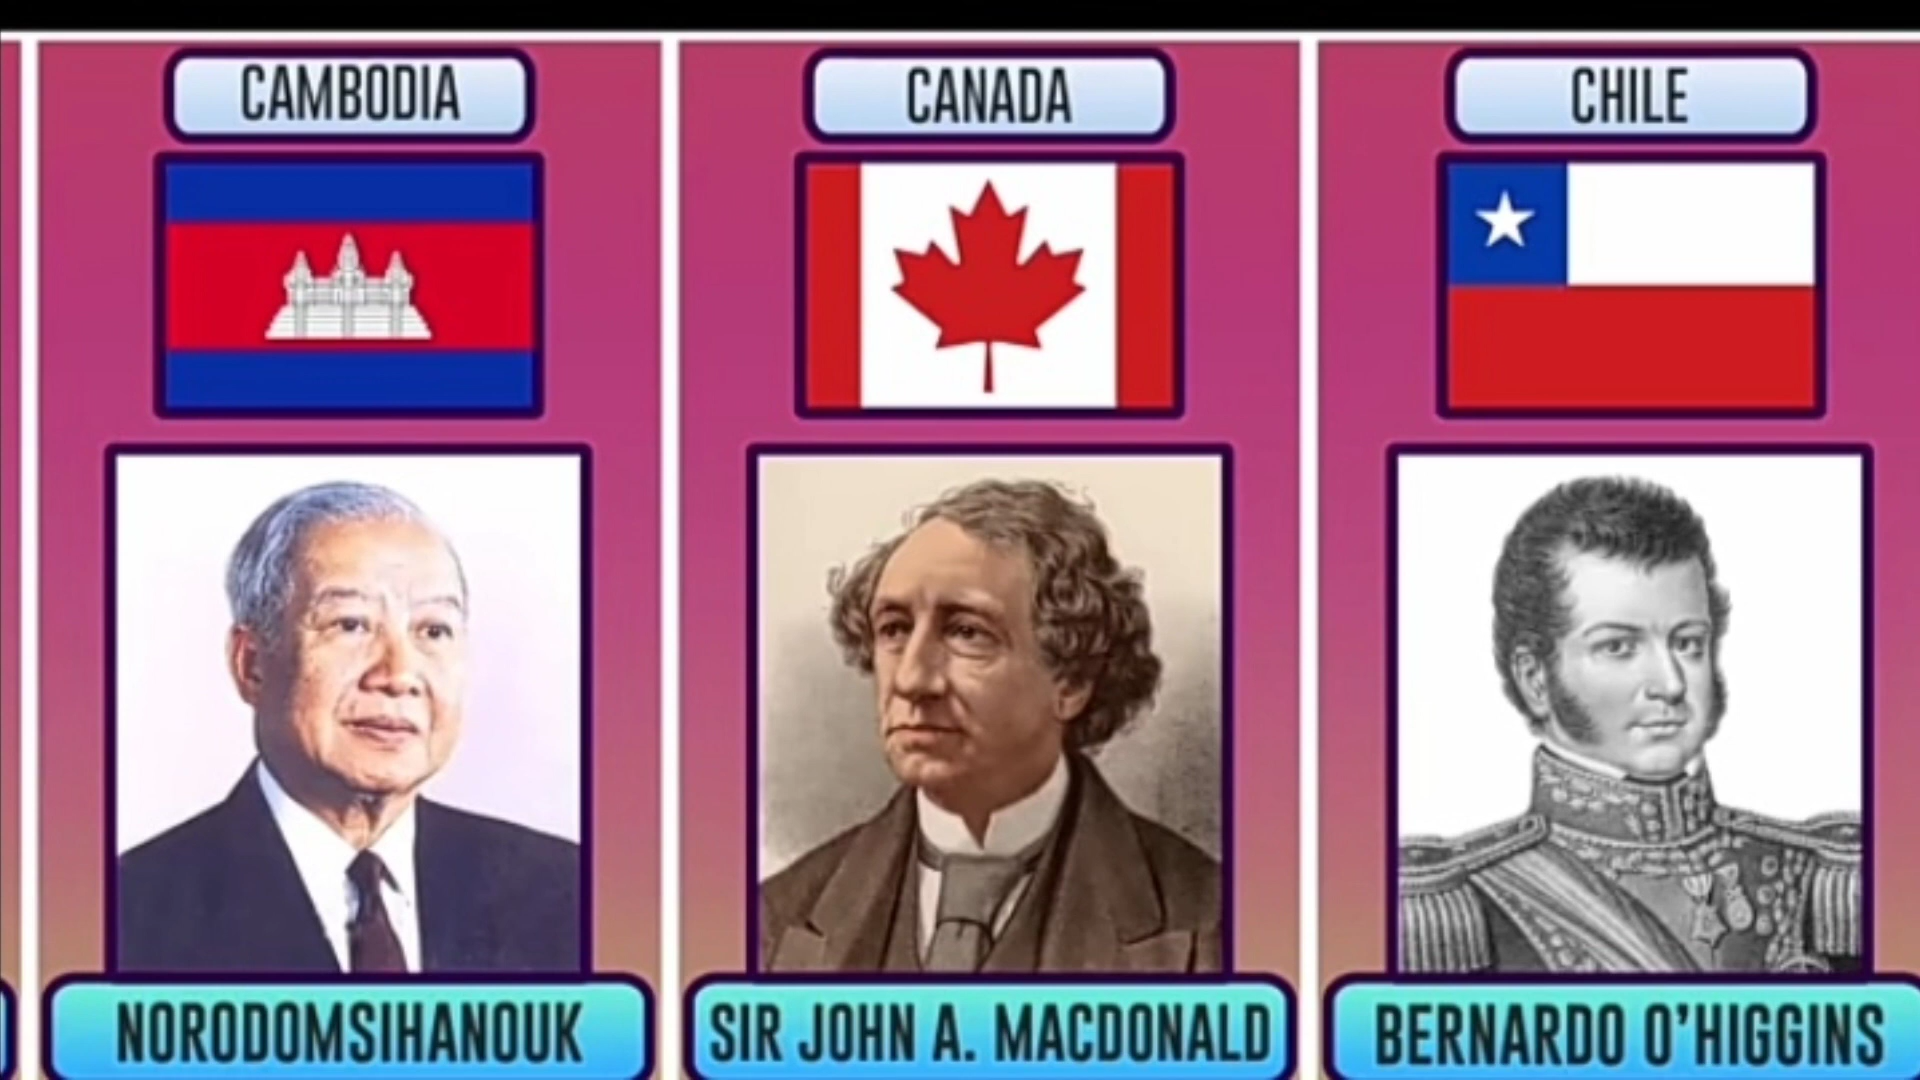 CAMBODIA
CANADA
CHILE
NORODOMSIHANOUK
SIR JOHN A. MACDONALD
BERNARDO O'HIGGINS